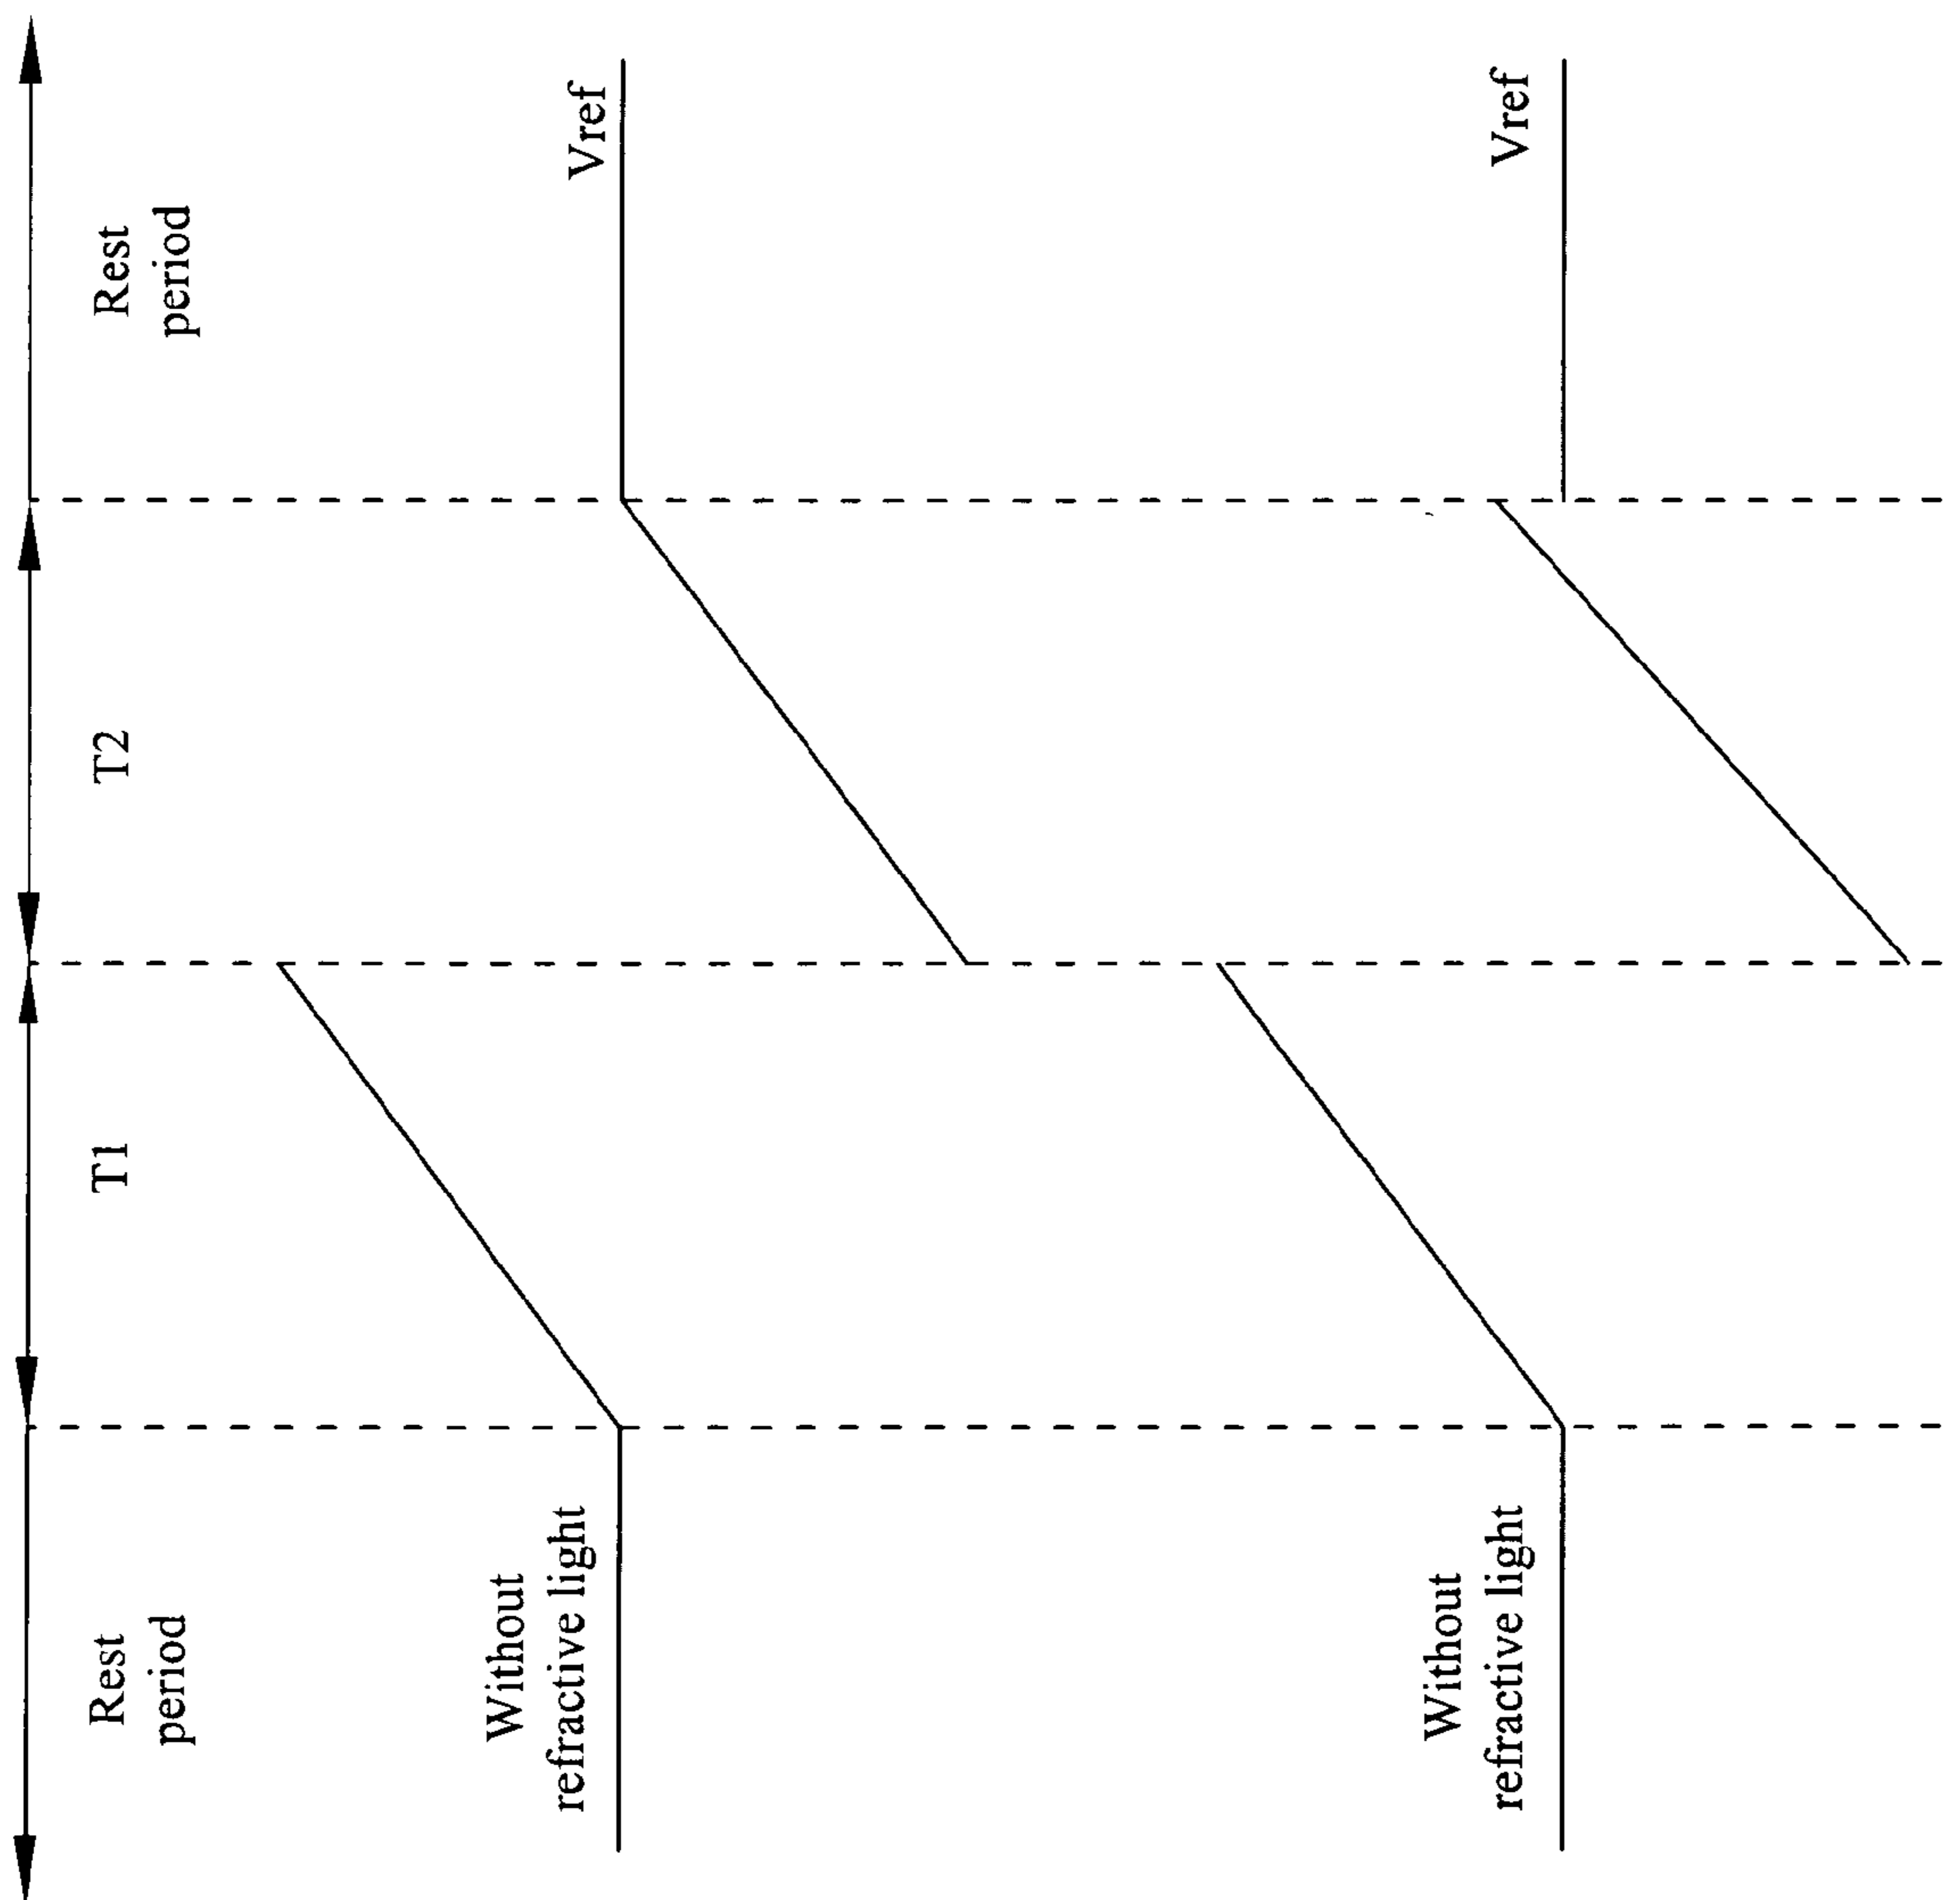 Rest
period
T1
T2
Rest
period
Without
refractive light
Vref
Without
refractive light
Vref